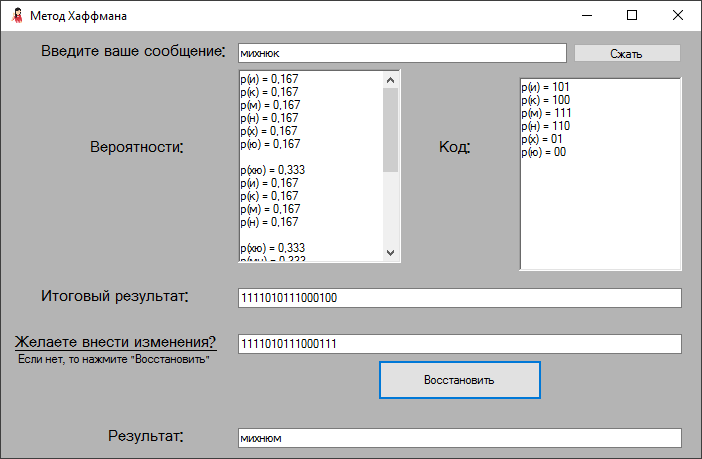 Метод Хаффмана
Введите ваше сообщение:
михнюк
Сжать
Вероятности:
p(и) = 0,167
p(к) = 0,167
p(м) = 0,167
p(н) = 0,167
p(х) = 0,167
p(ю) = 0,167
p(хю) = 0,333
p(и) = 0,167
p(к) = 0,167
p(м) = 0,167
p(н) = 0,167
p(хю) = 0,333
p(мн) = 0,333
Код:
p(и) = 101
p(к) = 100
p(м) = 111
p(н) = 110
p(х) = 01
p(ю) = 00
Итоговый результат:
1111010111000100
Желаете внести изменения?
Если нет, то нажмите "Восстановить"
1111010111000111
Восстановить
Результат:
михнюм